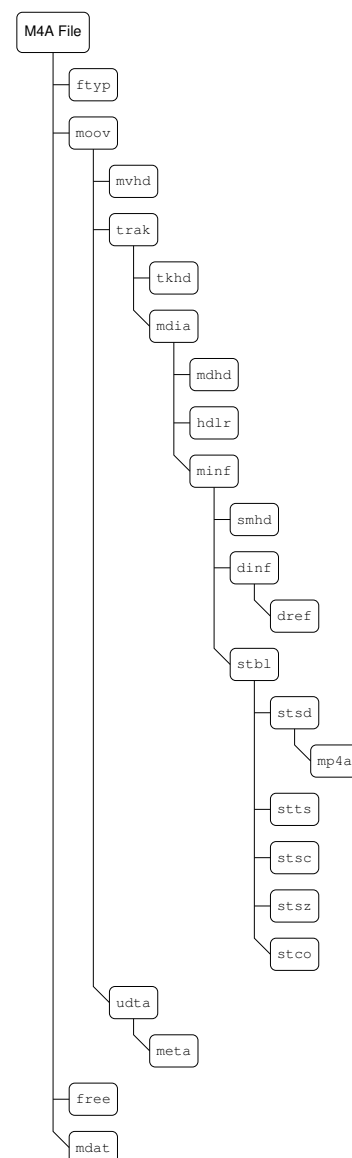 M4A File
ftyp
moov
mvhd
trak
tkhd
mdia
mdhd
hdlr
minf
smhd
dinf
dref
stbl
stsd
mp4a
stts
stsc
stsz
stco
udta
meta
free
mdat